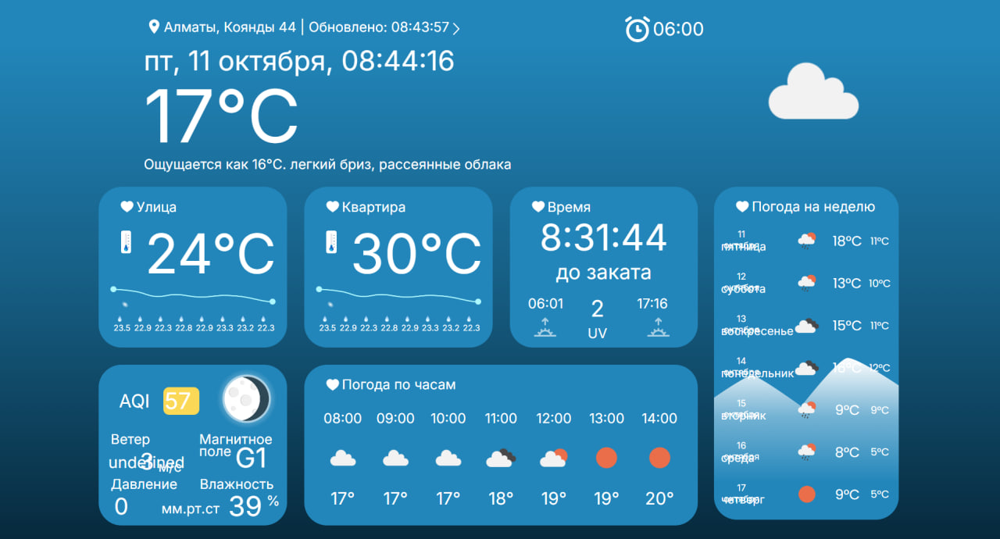 Алматы, Коянды 44 | Обновлено: 08:43:57
06:00
пт, 11 октября, 08:44:16
17°C
Ощущается как 16°C. легкий бриз, рассеянные облака
Улица
24°C
23.5 22.9 22.3 22.8 22.9 23.3 23.2 22.3
Квартира
30°C
23.5 22.9 22.3 22.8 22.9 23.3 23.2 22.3
Время
8:31:44
до заката
06:01 2 17:16
UV
Погода на неделю
11
октября
пятница
18°C 11°C
12
октября
суббота
13°C 10°C
13
октября
воскресенье
15°C 11°C
14
октября
понедельник
16°C 12°C
15
октября
вторник
9°C 9°C
16
октября
среда
8°C 5°C
17
октября
четверг
9°C 5°C
AQI 57
Ветер
undefined
3 м/с
Магнитное
поле G1
Давление
0 мм.рт.ст
Влажность
39 %
Погода по часам
08:00 09:00 10:00 11:00 12:00 13:00 14:00
17° 17° 17° 18° 19° 19° 20°